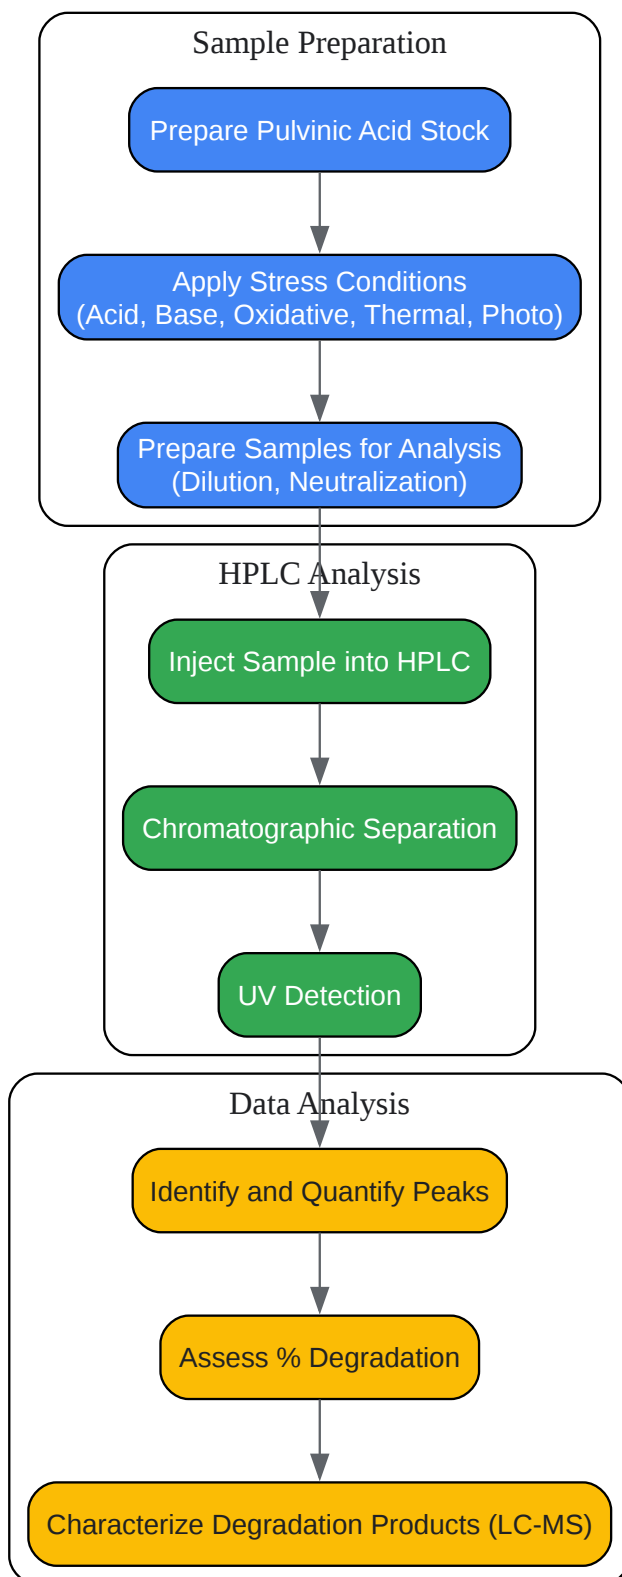 Sample Preparation
Prepare Pulvinic Acid Stock
Apply Stress Conditions
(Acid, Base, Oxidative, Thermal, Photo)
Prepare Samples for Analysis
(Dilution, Neutralization)
HPLC Analysis
Inject Sample into HPLC
Chromatographic Separation
UV Detection
Data Analysis
Identify and Quantify Peaks
Assess % Degradation
Characterize Degradation Products (LC-MS)